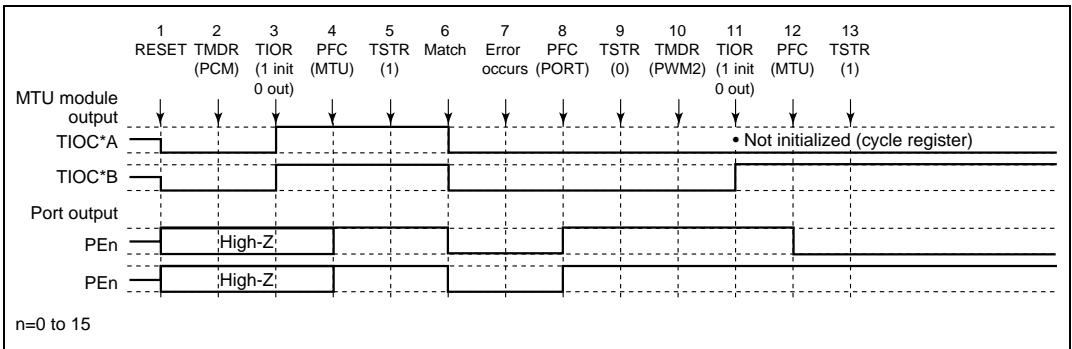 1 2 3 4 5 6 7 8 9 10 11 12 13
RESET TMDR TIOR PFC TSTR Match Error PFC TSTR TMDR TIOR PFC TSTR
(PCM) (1 init (MTU) (1) occurs (PORT) (0) (PWM2) (1 init (MTU) (1)
0 out) 0 out)
MTU module
output
TIOC*A • Not initialized (cycle register)
TIOC*B
Port output
PEn High-Z
PEn High-Z
n=0 to 15